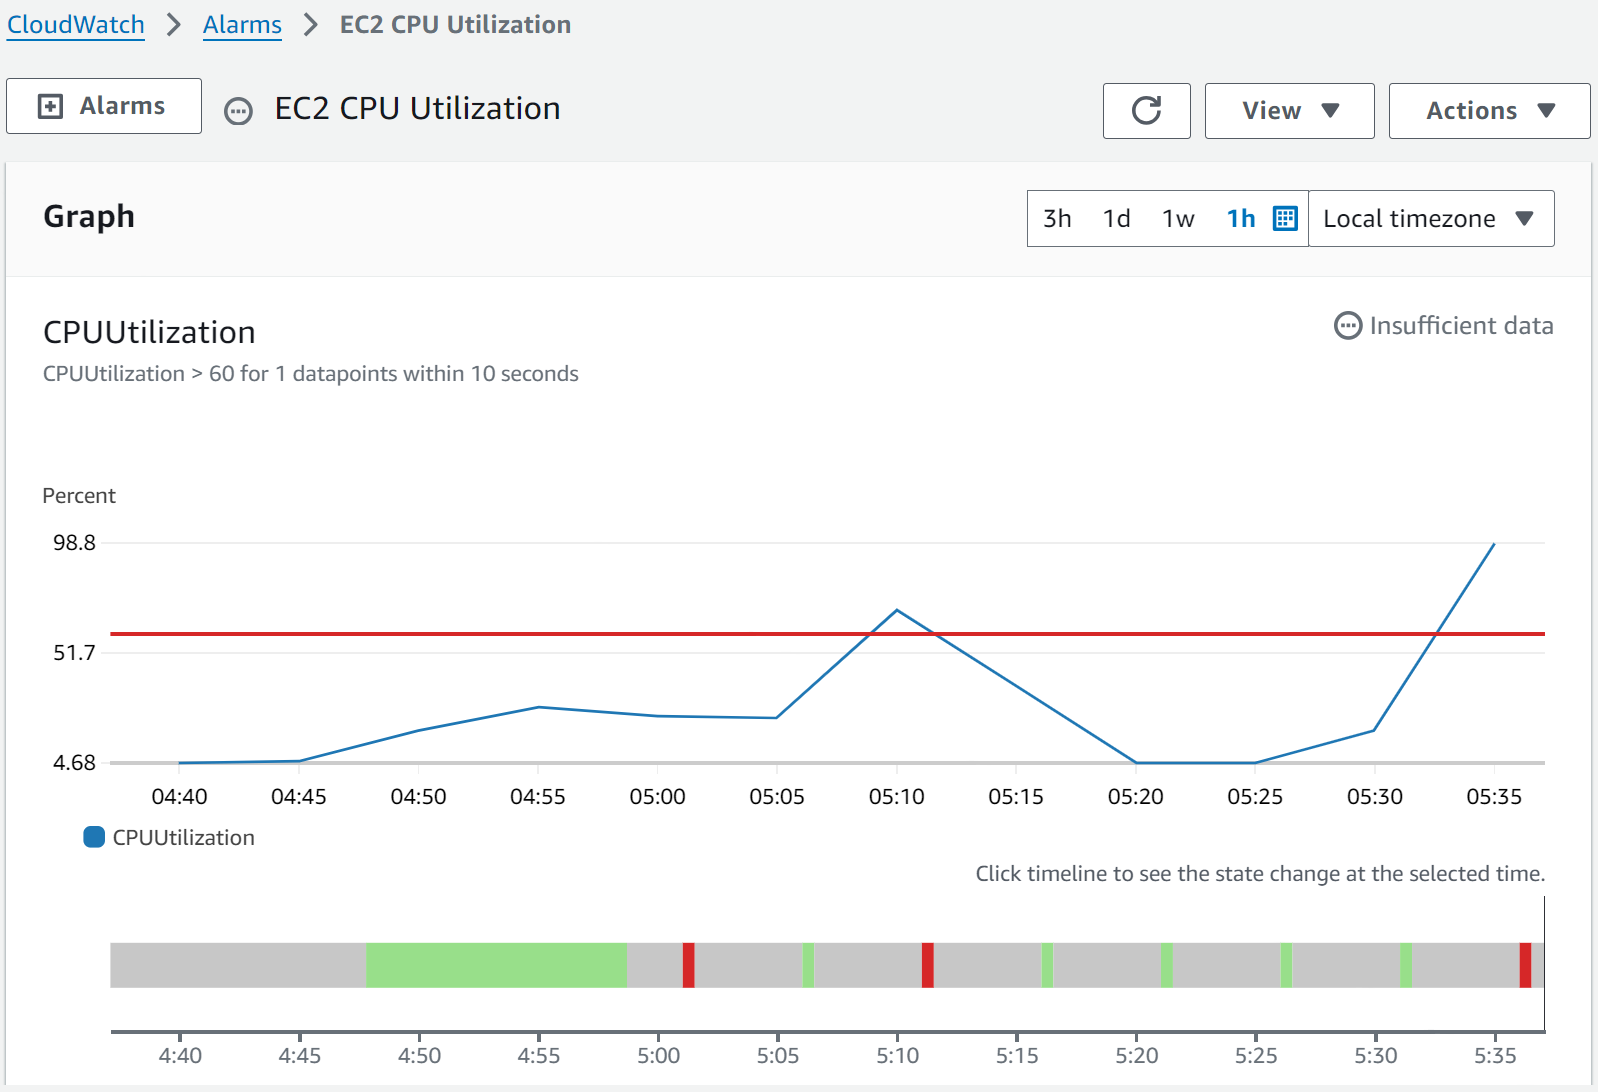 CloudWatch > Alarms > EC2 CPU Utilization
Alarms EC2 CPU Utilization View Actions
Graph 3h 1d 1w 1h Local timezone
CPUUtilization Insufficient data
CPUUtilization > 60 for 1 datapoints within 10 seconds
Percent
98.8
51.7
4.68
04:40 04:45 04:50 04:55 05:00 05:05 05:10 05:15 05:20 05:25 05:30 05:35
CPUUtilization
Click timeline to see the state change at the selected time.
4:40 4:45 4:50 4:55 5:00 5:05 5:10 5:15 5:20 5:25 5:30 5:35